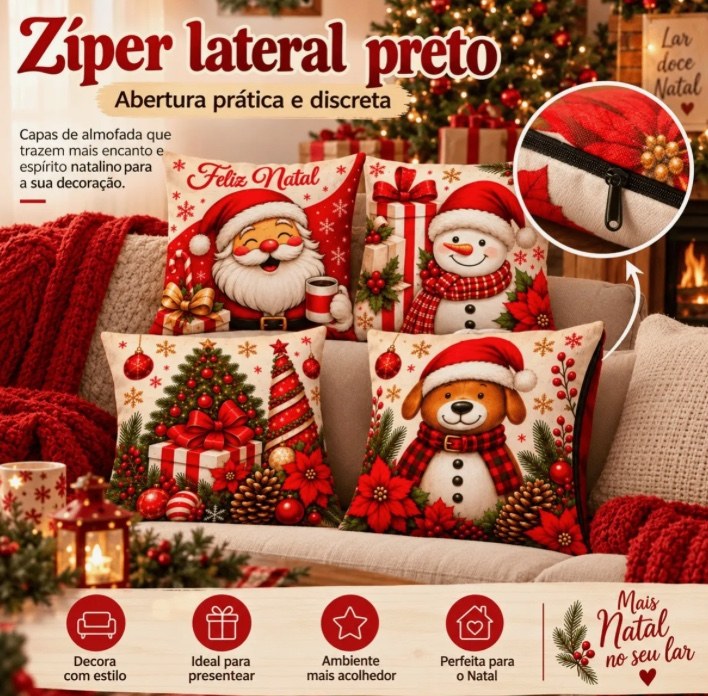 Zíper lateral preto
Abertura prática e discreta
Lar
doce
Natal
Capas de almofada que
trazem mais encanto e
espírito natalino para
a sua decoração.
Feliz Natal
Decora
com estilo
Ideal para
presentear
Ambiente
mais acolhedor
Perfeita para
o Natal
Mais
Natal
no seu lar